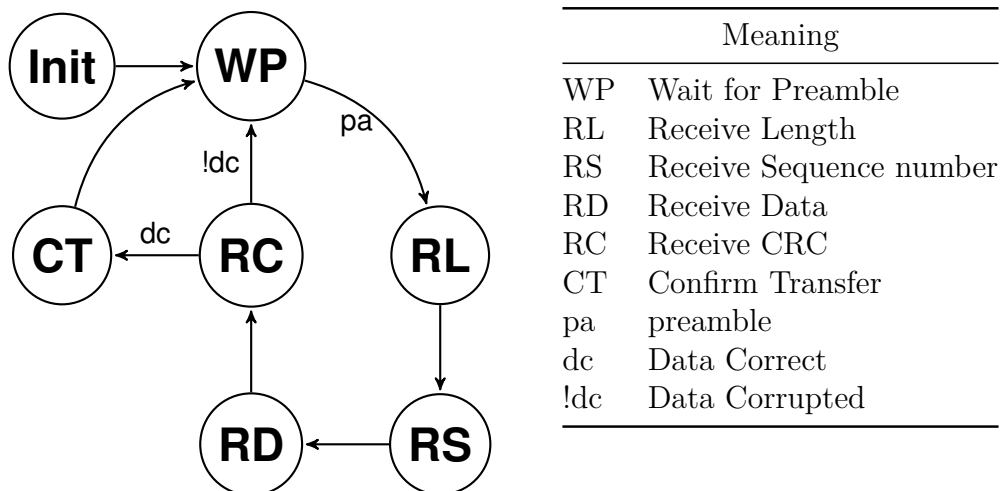 Init
WP
pa
!dc
CT
dc
RC
RL
RD
RS
Meaning
WP Wait for Preamble
RL Receive Length
RS Receive Sequence number
RD Receive Data
RC Receive CRC
CT Confirm Transfer
pa preamble
dc Data Correct
!dc Data Corrupted